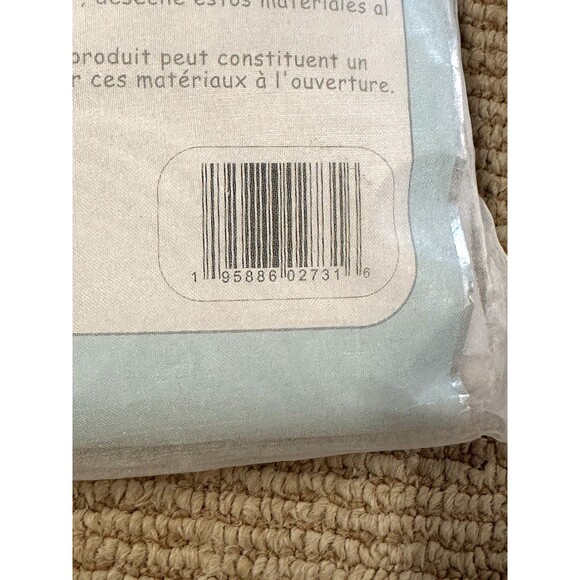 , deseche estos materiales al
produit peut constituent un
r ces matériaux à l'ouverture.
1 95886 02731 6